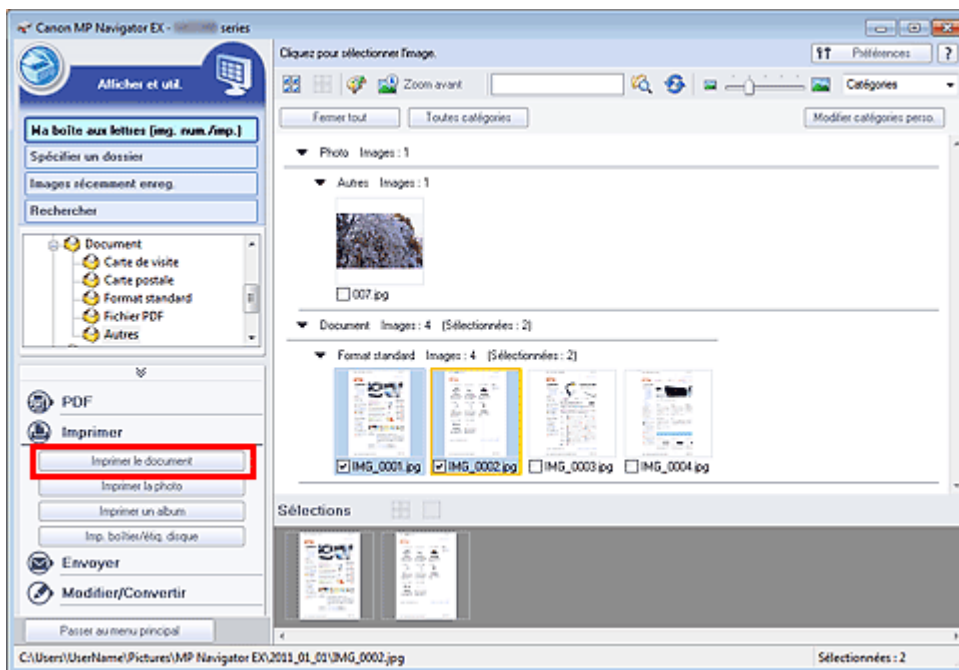 Canon MP Navigator EX - series
Afficher et util.
Cliquez pour sélectionner l'image.
Préférences
?
Zoom avant
Catégories
Fermer tout
Toutes catégories
Modifier catégories perso.
Ma boîte aux lettres (img. num./imp.)
Spécifier un dossier
Images récemment enreg.
Rechercher
Document
Carte de visite
Carte postale
Format standard
Fichier PDF
Autres
PDF
Imprimer
Imprimer le document
Imprimer la photo
Imprimer un album
Imp. boîtier/étiq. disque
Envoyer
Modifier/Convertir
Passer au menu principal
Photo Images : 1
Autres Images : 1
007.jpg
Document Images : 4 (Sélectionnées : 2)
Format standard Images : 4 (Sélectionnées : 2)
IMG_0001.jpg
IMG_0002.jpg
IMG_0003.jpg
IMG_0004.jpg
Sélections
C:\Users\UserName\Pictures\MP Navigator EX\2011_01_01\IMG_0002.jpg
Sélectionnées : 2